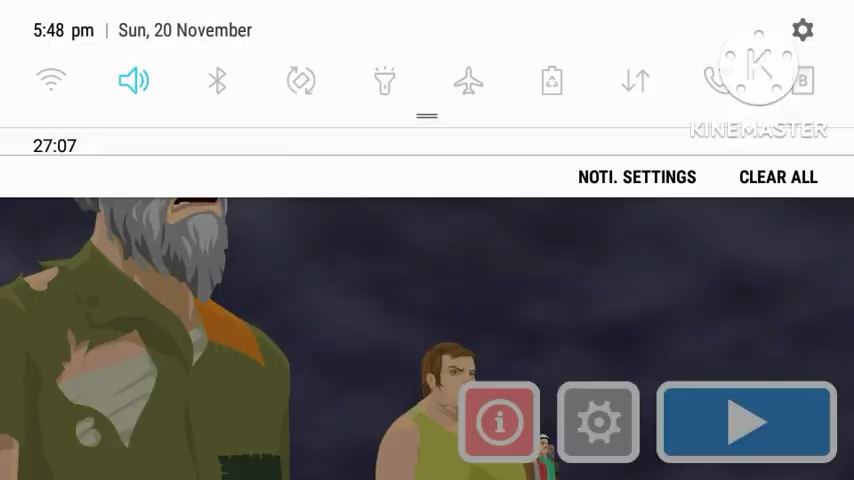 5:48 pm | Sun, 20 November
K
B
KINEMASTER
27:07
NOTI. SETTINGS CLEAR ALL
i